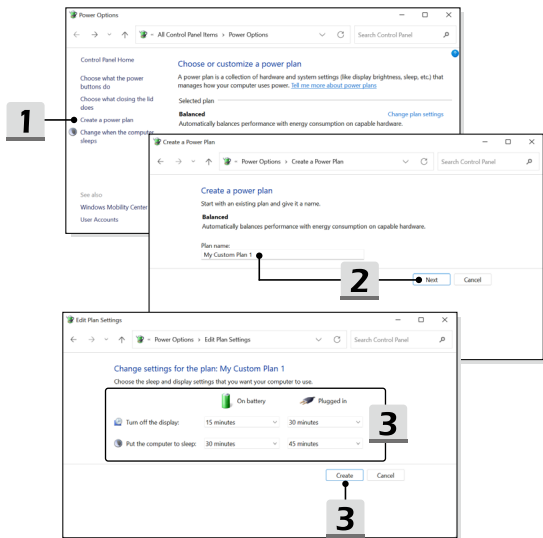 Power Options
All Control Panel Items > Power Options
Search Control Panel
Control Panel Home
Choose what the power
buttons do
Choose what closing the lid
does
Create a power plan
Change when the computer
sleeps
See also
Windows Mobility Center
User Accounts
Choose or customize a power plan
A power plan is a collection of hardware and system settings (like display brightness, sleep, etc.) that
manages how your computer uses power. Tell me more about power plans
Selected plan
Balanced
Change plan settings
Automatically balances performance with energy consumption on capable hardware.
1
Create a Power Plan
Power Options > Create a Power Plan
Search Control Panel
Create a power plan
Start with an existing plan and give it a name.
Balanced
Automatically balances performance with energy consumption on capable hardware.
Plan name:
My Custom Plan 1
2
Next
Cancel
Edit Plan Settings
Power Options > Edit Plan Settings
Search Control Panel
Change settings for the plan: My Custom Plan 1
Choose the sleep and display settings that you want your computer to use.
On battery
Plugged in
Turn off the display:
15 minutes
30 minutes
Put the computer to sleep:
30 minutes
45 minutes
3
Create
Cancel
3